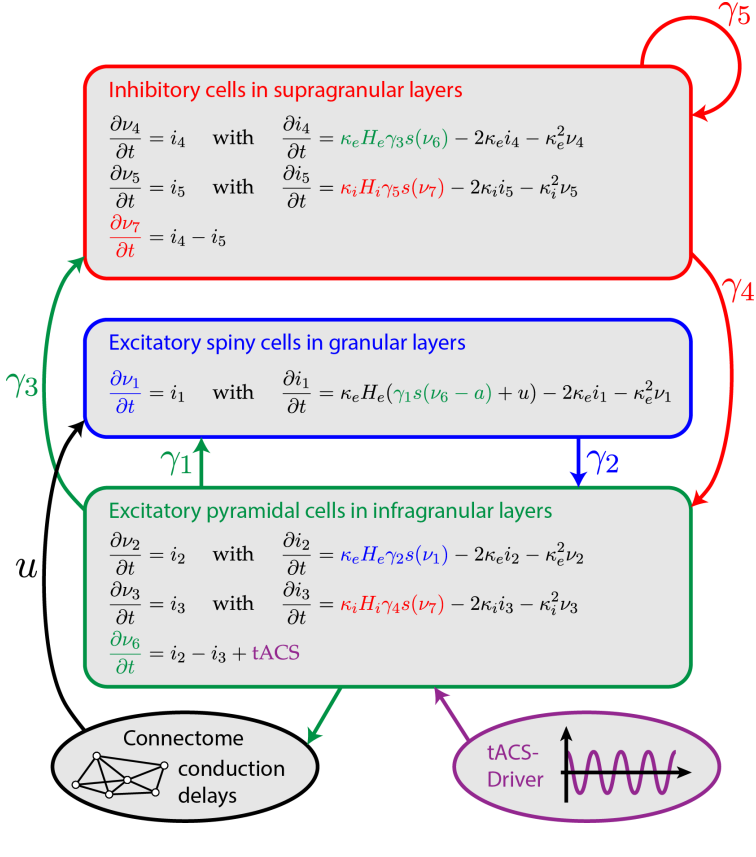 γ5
Inhibitory cells in supragranular layers
∂ν4/∂t = i4 with ∂i4/∂t = κeHeγ3s(ν6) − 2κei4 − κe²ν4
∂ν5/∂t = i5 with ∂i5/∂t = κiHiγ5s(ν7) − 2κii5 − κi²ν5
∂ν7/∂t = i4 − i5
γ4
γ3
Excitatory spiny cells in granular layers
∂ν1/∂t = i1 with ∂i1/∂t = κeHe(γ1s(ν6 − a) + u) − 2κei1 − κe²ν1
γ1
γ2
Excitatory pyramidal cells in infragranular layers
∂ν2/∂t = i2 with ∂i2/∂t = κeHeγ2s(ν1) − 2κei2 − κe²ν2
u
∂ν3/∂t = i3 with ∂i3/∂t = κiHiγ4s(ν7) − 2κii3 − κi²ν3
∂ν6/∂t = i2 − i3 + tACS
Connectome
conduction
delays
tACS-
Driver